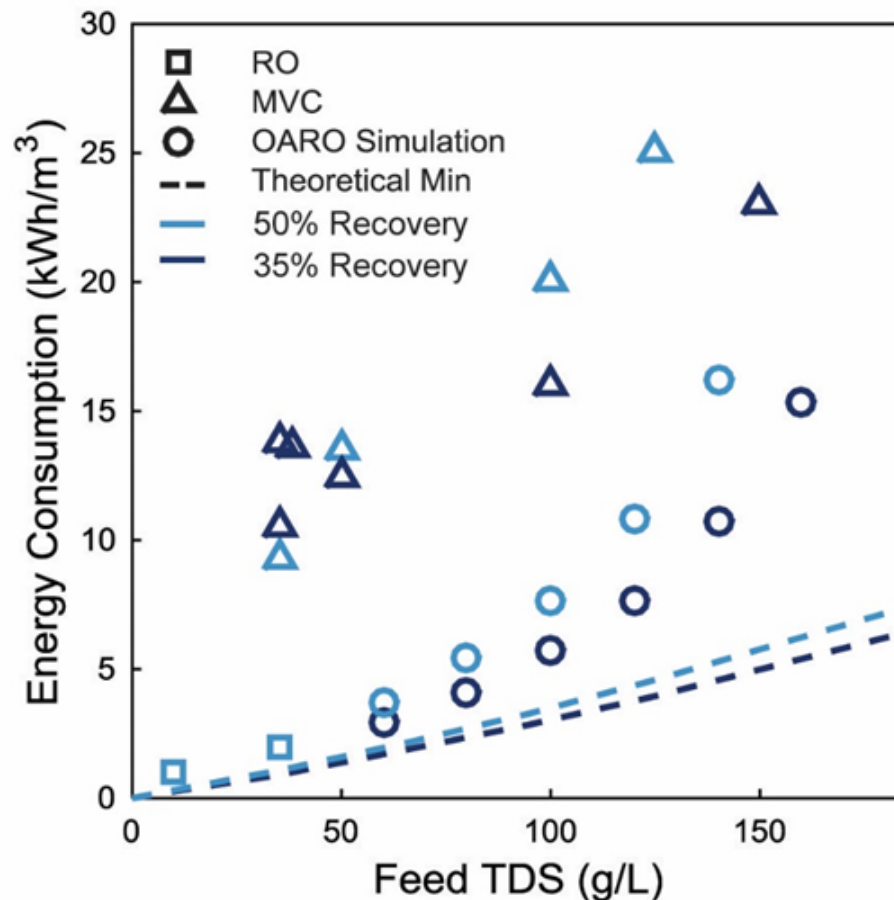 30
25
20
15
10
5
0
Energy Consumption (kWh/m³)
RO
MVC
OARO Simulation
Theoretical Min
50% Recovery
35% Recovery
0 50 100 150
Feed TDS (g/L)